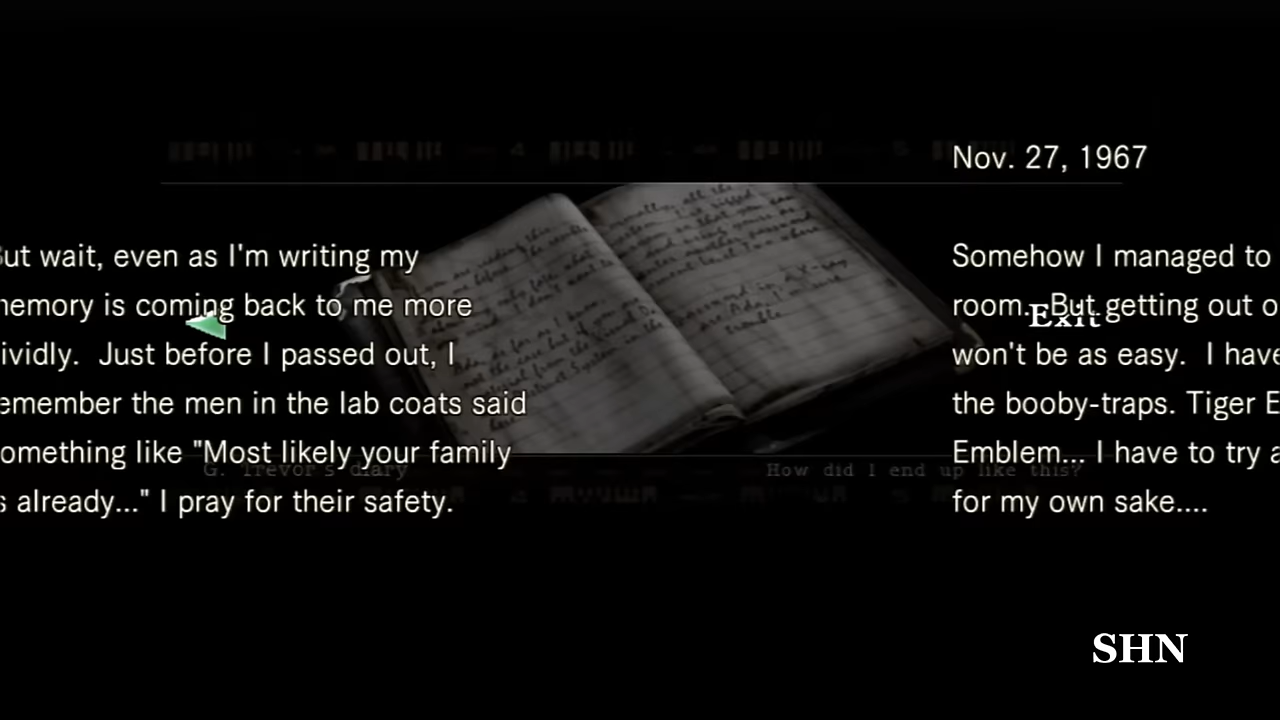 But wait, even as I'm writing my
memory is coming back to me more
ividly. Just before I passed out, I
emember the men in the lab coats said
omething like "Most likely your family
s already..." I pray for their safety.
G. Trevor's diary
Nov. 27, 1967
Somehow I managed to
room. But getting out o
won't be as easy. I have
the booby-traps. Tiger E
Emblem... I have to try a
for my own sake....
Exit
How did I end up like this?
SHN